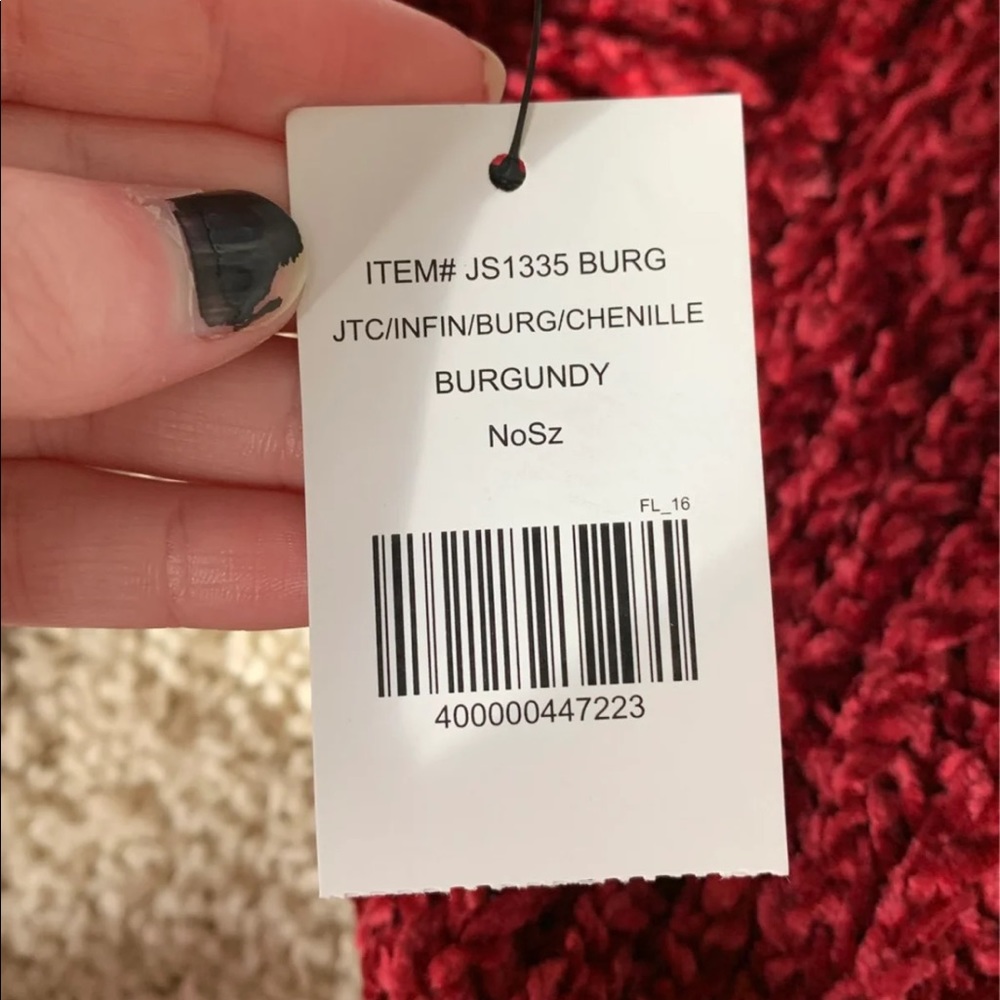 ITEM# JS1335 BURG
JTC/INFIN/BURG/CHENILLE
BURGUNDY
NoSz
FL_16
400000447223